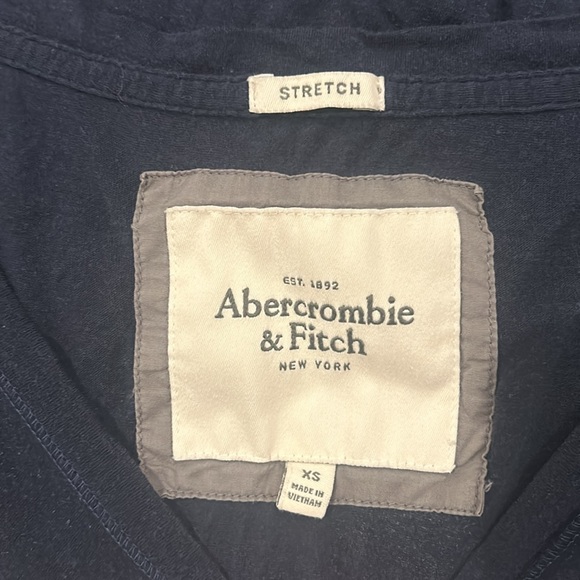 STRETCH
EST. 1892
Abercrombie
& Fitch
NEW YORK
XS
MADE IN
VIETNAM